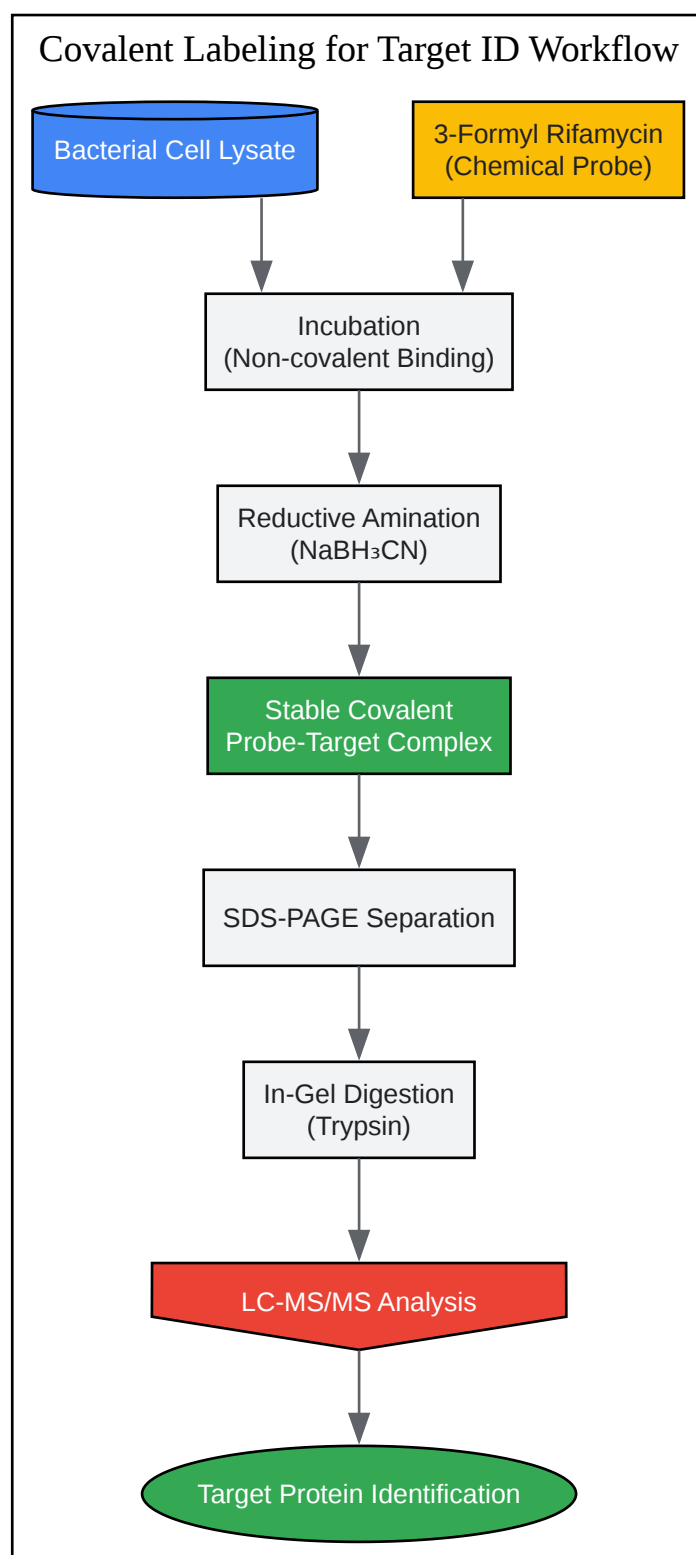 Covalent Labeling for Target ID Workflow
Bacterial Cell Lysate
3-Formyl Rifamycin
(Chemical Probe)
Incubation
(Non-covalent Binding)
Reductive Amination
(NaBH₃CN)
Stable Covalent
Probe-Target Complex
SDS-PAGE Separation
In-Gel Digestion
(Trypsin)
LC-MS/MS Analysis
Target Protein Identification